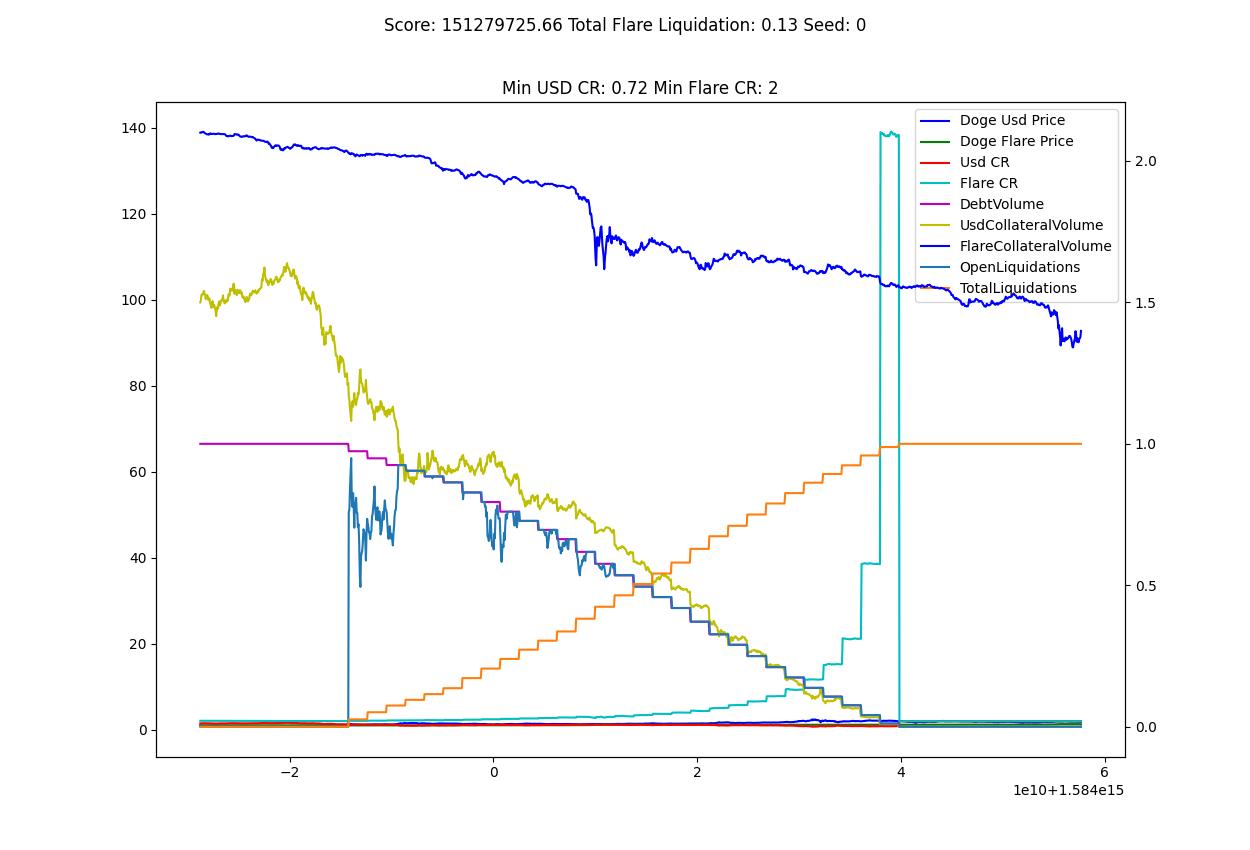 Score: 151279725.66 Total Flare Liquidation: 0.13 Seed: 0
Min USD CR: 0.72 Min Flare CR: 2
140
120
100
80
60
40
20
0
Doge Usd Price
Doge Flare Price
Usd CR
Flare CR
DebtVolume
UsdCollateralVolume
FlareCollateralVolume
OpenLiquidations
TotalLiquidations
2.0
1.5
1.0
0.5
0.0
−2 0 2 4 6
1e10+1.584e15